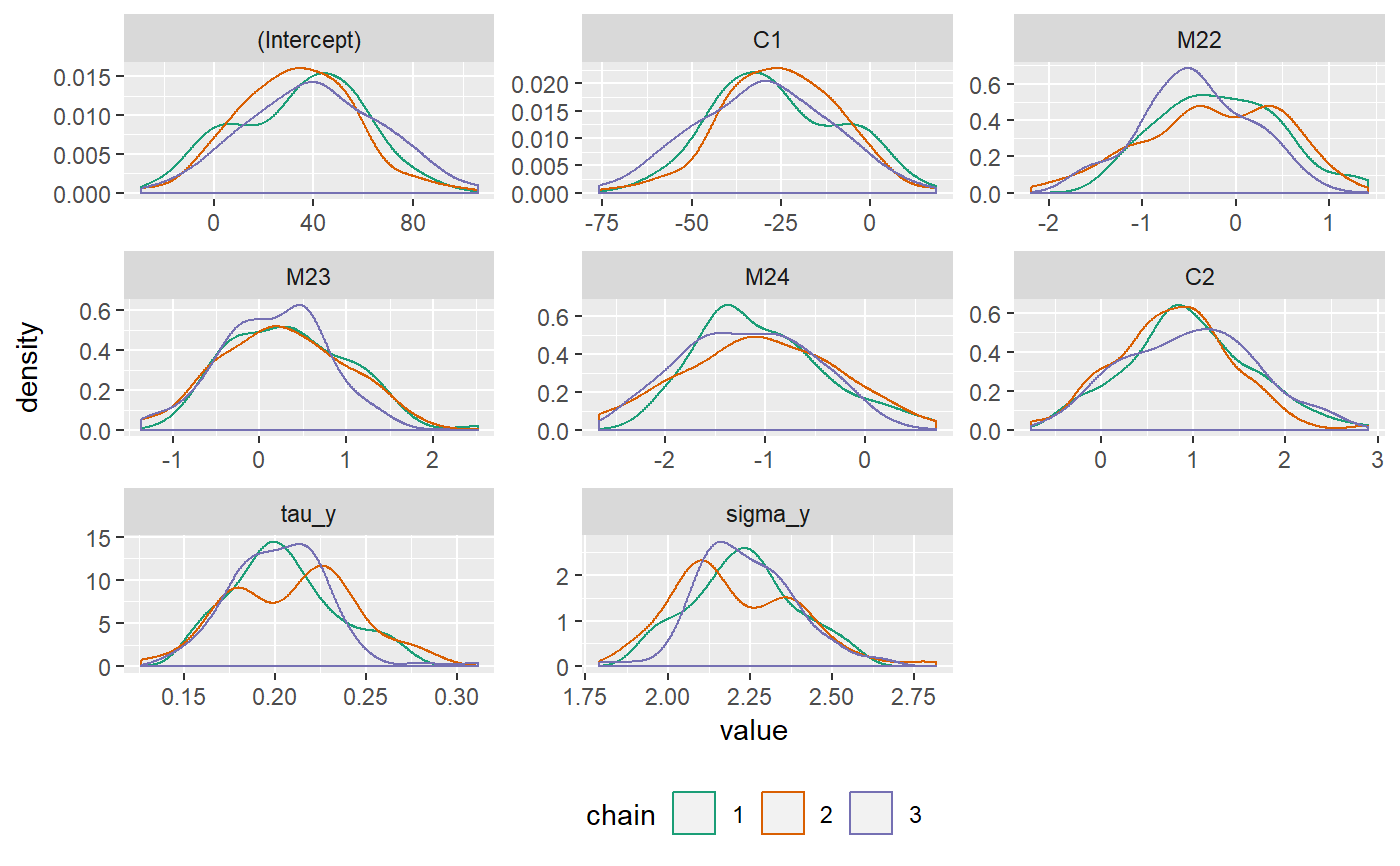 (Intercept) C1 M22
0.015 0.020 0.6
0.010 0.015 0.4
0.005 0.010 0.2
0.000 0.005 0.0
0.000
0 40 80 -75 -50 -25 0 -2 -1 0 1
M23 M24 C2
0.6 0.6 0.6
0.4 0.4 0.4
0.2 0.2 0.2
0.0 0.0 0.0
-1 0 1 2 -2 -1 0 0 1 2 3
density
tau_y sigma_y
15 2
10 1
5 0
0
0.15 0.20 0.25 0.30 1.75 2.00 2.25 2.50 2.75
value
chain 1 2 3